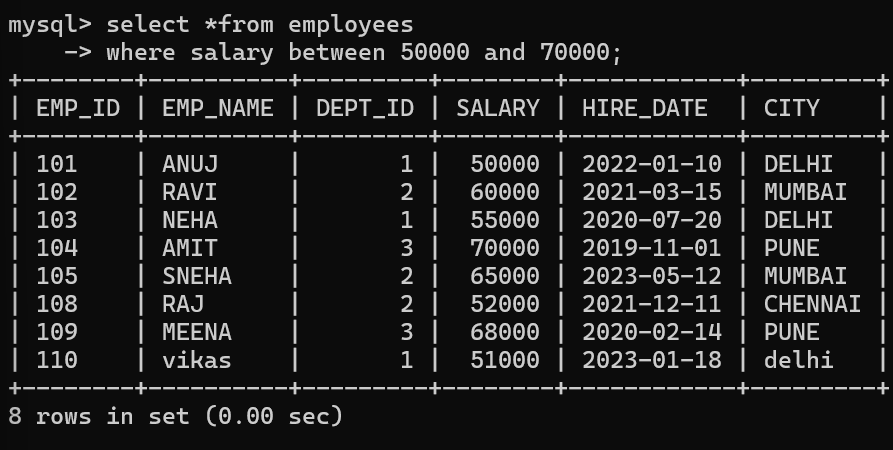 mysql> select *from employees
    -> where salary between 50000 and 70000;
+--------+----------+---------+--------+------------+---------+
| EMP_ID | EMP_NAME | DEPT_ID | SALARY | HIRE_DATE  | CITY    |
+--------+----------+---------+--------+------------+---------+
| 101    | ANUJ     |       1 |  50000 | 2022-01-10 | DELHI   |
| 102    | RAVI     |       2 |  60000 | 2021-03-15 | MUMBAI  |
| 103    | NEHA     |       1 |  55000 | 2020-07-20 | DELHI   |
| 104    | AMIT     |       3 |  70000 | 2019-11-01 | PUNE    |
| 105    | SNEHA    |       2 |  65000 | 2023-05-12 | MUMBAI  |
| 108    | RAJ      |       2 |  52000 | 2021-12-11 | CHENNAI |
| 109    | MEENA    |       3 |  68000 | 2020-02-14 | PUNE    |
| 110    | vikas    |       1 |  51000 | 2023-01-18 | delhi   |
+--------+----------+---------+--------+------------+---------+
8 rows in set (0.00 sec)